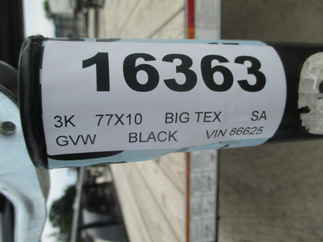 16363
3K 77X10 BIG TEX SA
GVW BLACK VIN 86625